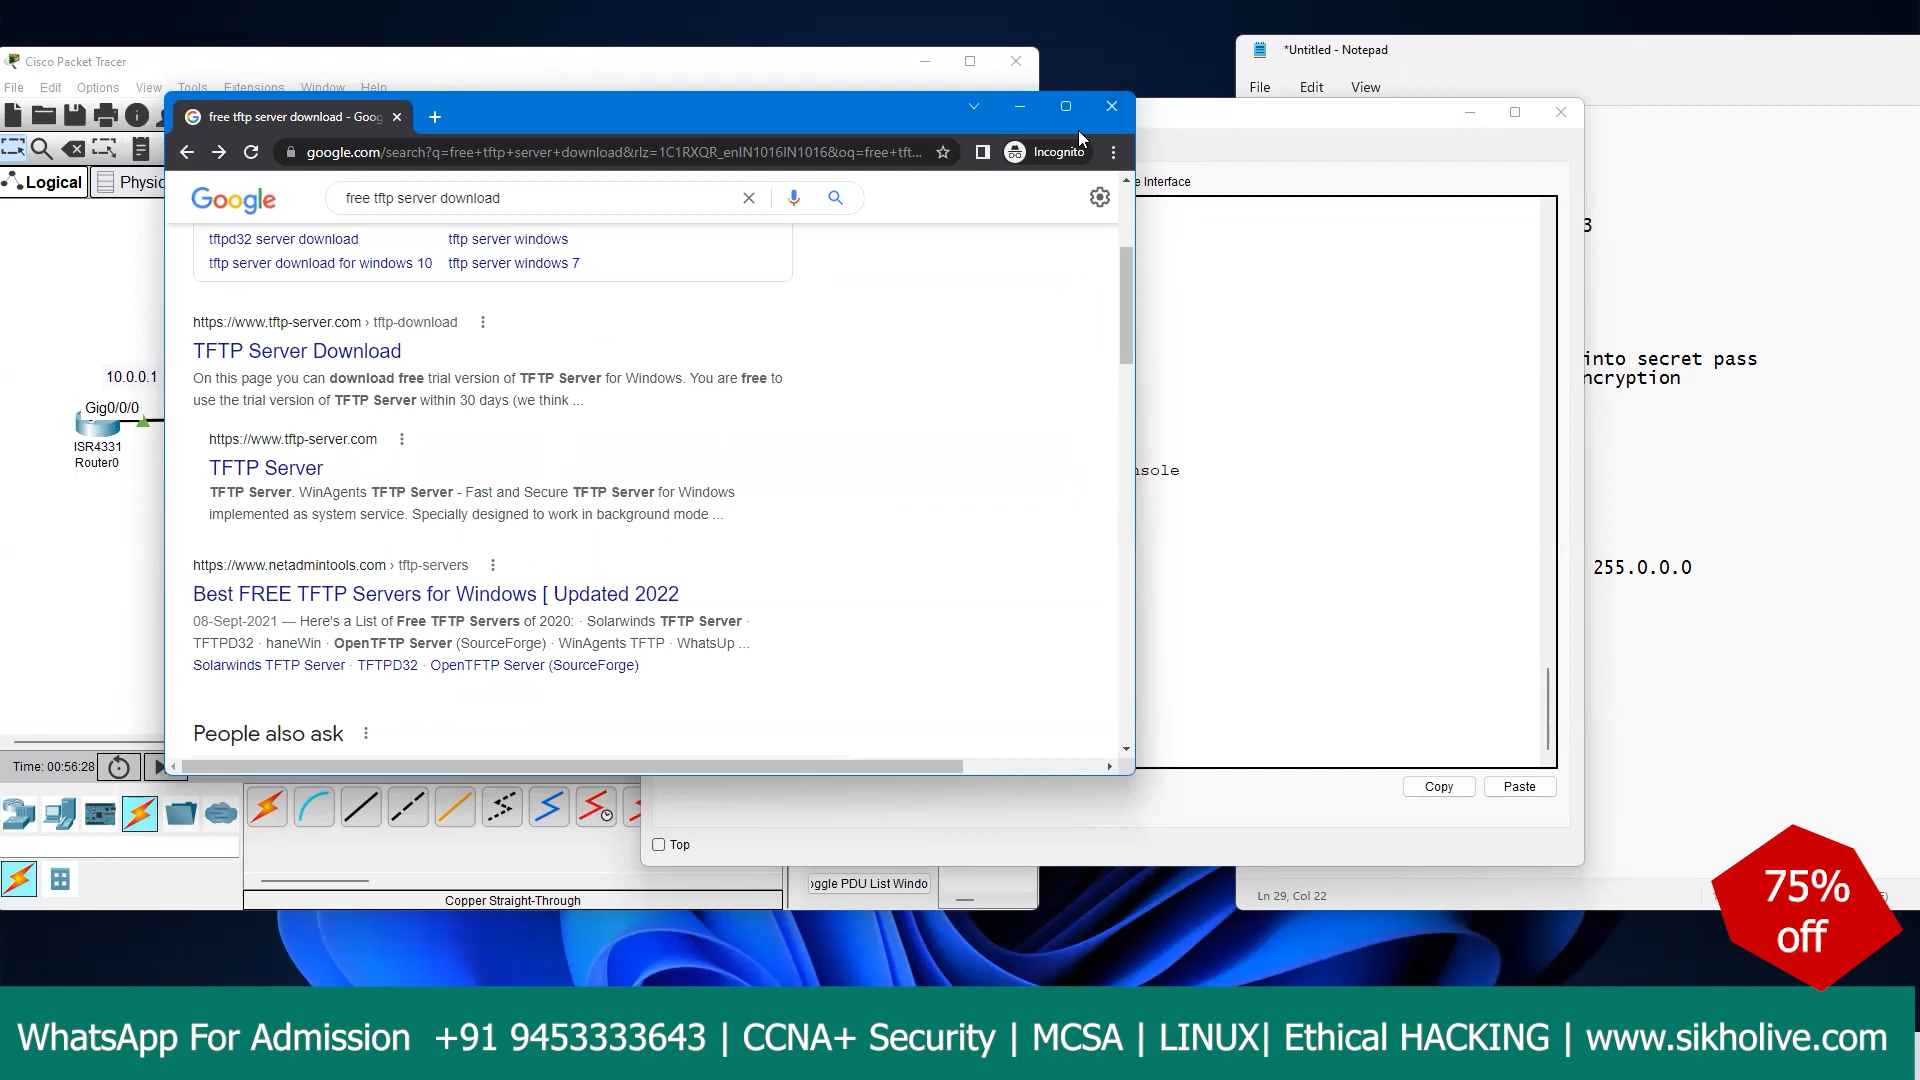 Cisco Packet Tracer
File Edit Options View Tools Extensions Window Help
Logical
Physic
10.0.0.1
Gig0/0/0
ISR4331
Router0
Time: 00:56:28
Copper Straight-Through
oggle PDU List Windo
free tftp server download - Goog
google.com/search?q=free+tftp+server+download&rlz=1C1RXQR_enIN1016IN1016&oq=free+tft...
Incognito
Google
free tftp server download
tftpd32 server download
tftp server windows
tftp server download for windows 10
tftp server windows 7
https://www.tftp-server.com › tftp-download
TFTP Server Download
On this page you can download free trial version of TFTP Server for Windows. You are free to
use the trial version of TFTP Server within 30 days (we think ...
https://www.tftp-server.com
TFTP Server
TFTP Server. WinAgents TFTP Server - Fast and Secure TFTP Server for Windows
implemented as system service. Specially designed to work in background mode ...
https://www.netadmintools.com › tftp-servers
Best FREE TFTP Servers for Windows [ Updated 2022
08-Sept-2021 — Here's a List of Free TFTP Servers of 2020: · Solarwinds TFTP Server ·
TFTPD32 · haneWin · OpenTFTP Server (SourceForge) · WinAgents TFTP · WhatsUp ...
Solarwinds TFTP Server · TFTPD32 · OpenTFTP Server (SourceForge)
People also ask
e Interface
nsole
Copy
Paste
Top
*Untitled - Notepad
File Edit View
3
into secret pass
ncryption
255.0.0.0
Ln 29, Col 22
75%
off
WhatsApp For Admission +91 9453333643 | CCNA+ Security | MCSA | LINUX| Ethical HACKING | www.sikholive.com